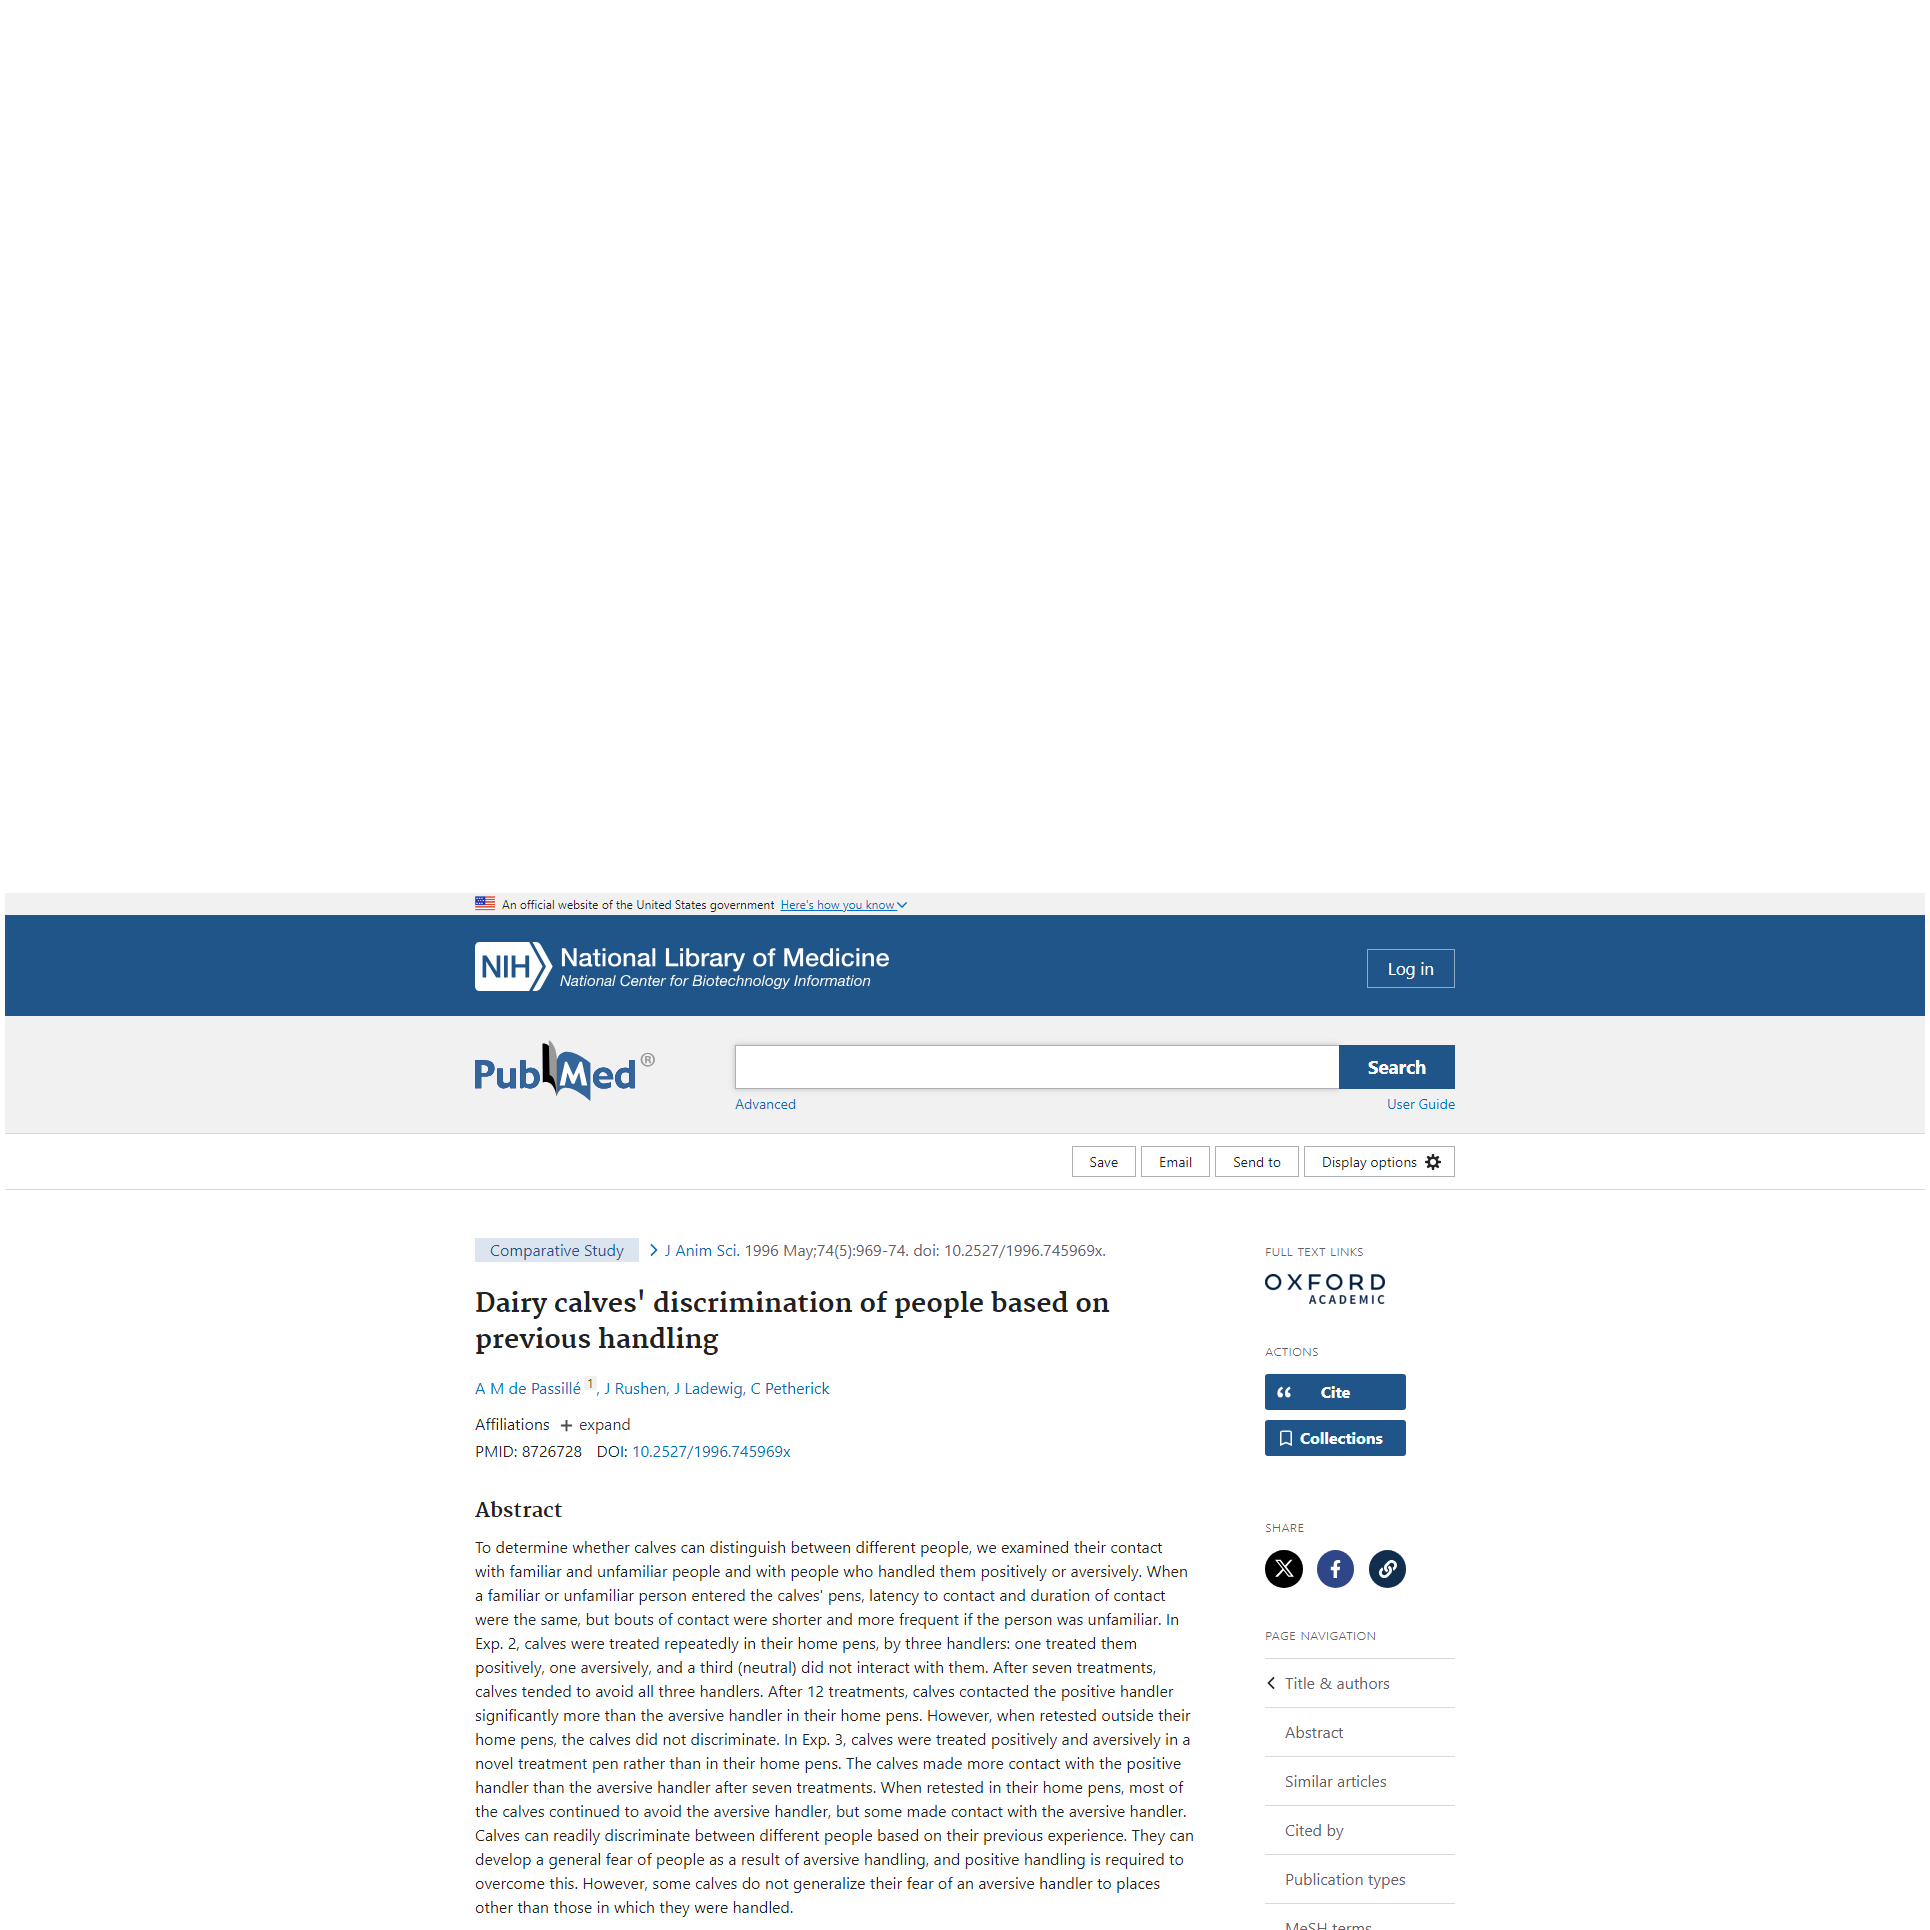 An official website of the United States government Here's how you know
NIH National Library of Medicine
National Center for Biotechnology Information
Log in
PubMed®
Search
Advanced
User Guide
Save
Email
Send to
Display options
Comparative Study
J Anim Sci. 1996 May;74(5):969-74. doi: 10.2527/1996.745969x.
Dairy calves' discrimination of people based on
previous handling
A M de Passillé 1, J Rushen, J Ladewig, C Petherick
Affiliations + expand
PMID: 8726728 DOI: 10.2527/1996.745969x
Abstract
To determine whether calves can distinguish between different people, we examined their contact
with familiar and unfamiliar people and with people who handled them positively or aversively. When
a familiar or unfamiliar person entered the calves' pens, latency to contact and duration of contact
were the same, but bouts of contact were shorter and more frequent if the person was unfamiliar. In
Exp. 2, calves were treated repeatedly in their home pens, by three handlers: one treated them
positively, one aversively, and a third (neutral) did not interact with them. After seven treatments,
calves tended to avoid all three handlers. After 12 treatments, calves contacted the positive handler
significantly more than the aversive handler in their home pens. However, when retested outside their
home pens, the calves did not discriminate. In Exp. 3, calves were treated positively and aversively in a
novel treatment pen rather than in their home pens. The calves made more contact with the positive
handler than the aversive handler after seven treatments. When retested in their home pens, most of
the calves continued to avoid the aversive handler, but some made contact with the aversive handler.
Calves can readily discriminate between different people based on their previous experience. They can
develop a general fear of people as a result of aversive handling, and positive handling is required to
overcome this. However, some calves do not generalize their fear of an aversive handler to places
other than those in which they were handled.
FULL TEXT LINKS
OXFORD
ACADEMIC
ACTIONS
Cite
Collections
SHARE
PAGE NAVIGATION
Title & authors
Abstract
Similar articles
Cited by
Publication types
MeSH terms